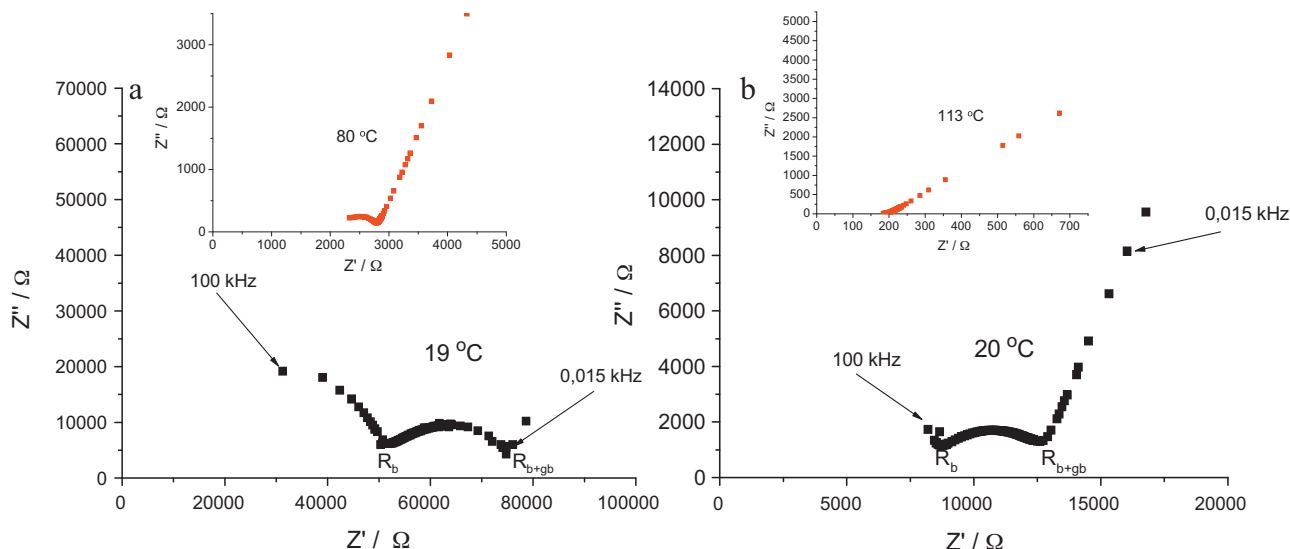 a
3000
2000
1000
0
Z'' / Ω
80 °C
0
1000
2000
3000
4000
5000
Z' / Ω
70000
60000
50000
40000
30000
20000
10000
0
Z'' / Ω
100 kHz
19 °C
0,015 kHz
R_b
R_b+gb
0
20000
40000
60000
80000
100000
Z' / Ω
b
5000
4500
4000
3500
3000
2500
2000
1500
1000
500
0
Z'' / Ω
113 °C
0
100
200
300
400
500
600
700
Z' / Ω
14000
12000
10000
8000
6000
4000
2000
0
Z'' / Ω
0,015 kHz
100 kHz
20 °C
R_b
R_b+gb
0
5000
10000
15000
20000
Z' / Ω